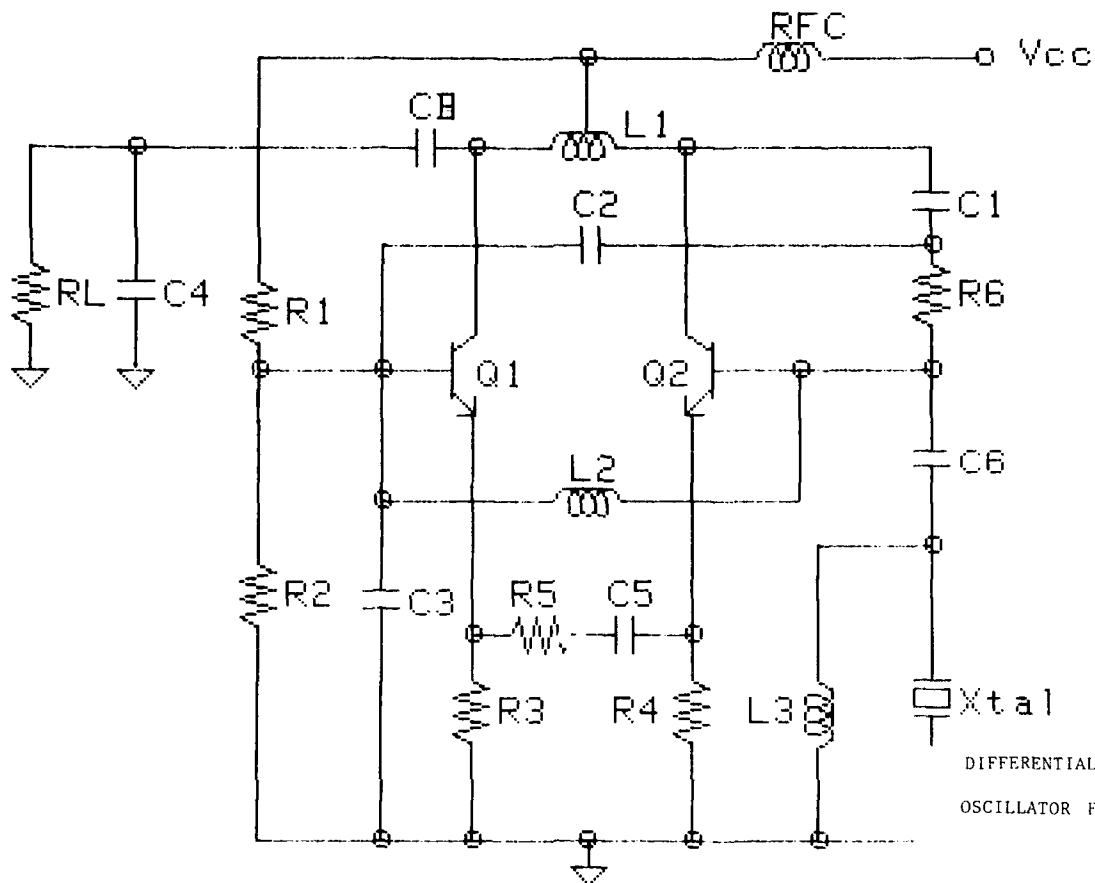 RFC
Vcc
L1
C2
C1
RL
C4
R1
R6
Q1
Q2
L2
C6
R2
C3
R5
C5
R3
R4
L3
Xtal
DIFFERENTIAL
OSCILLATOR